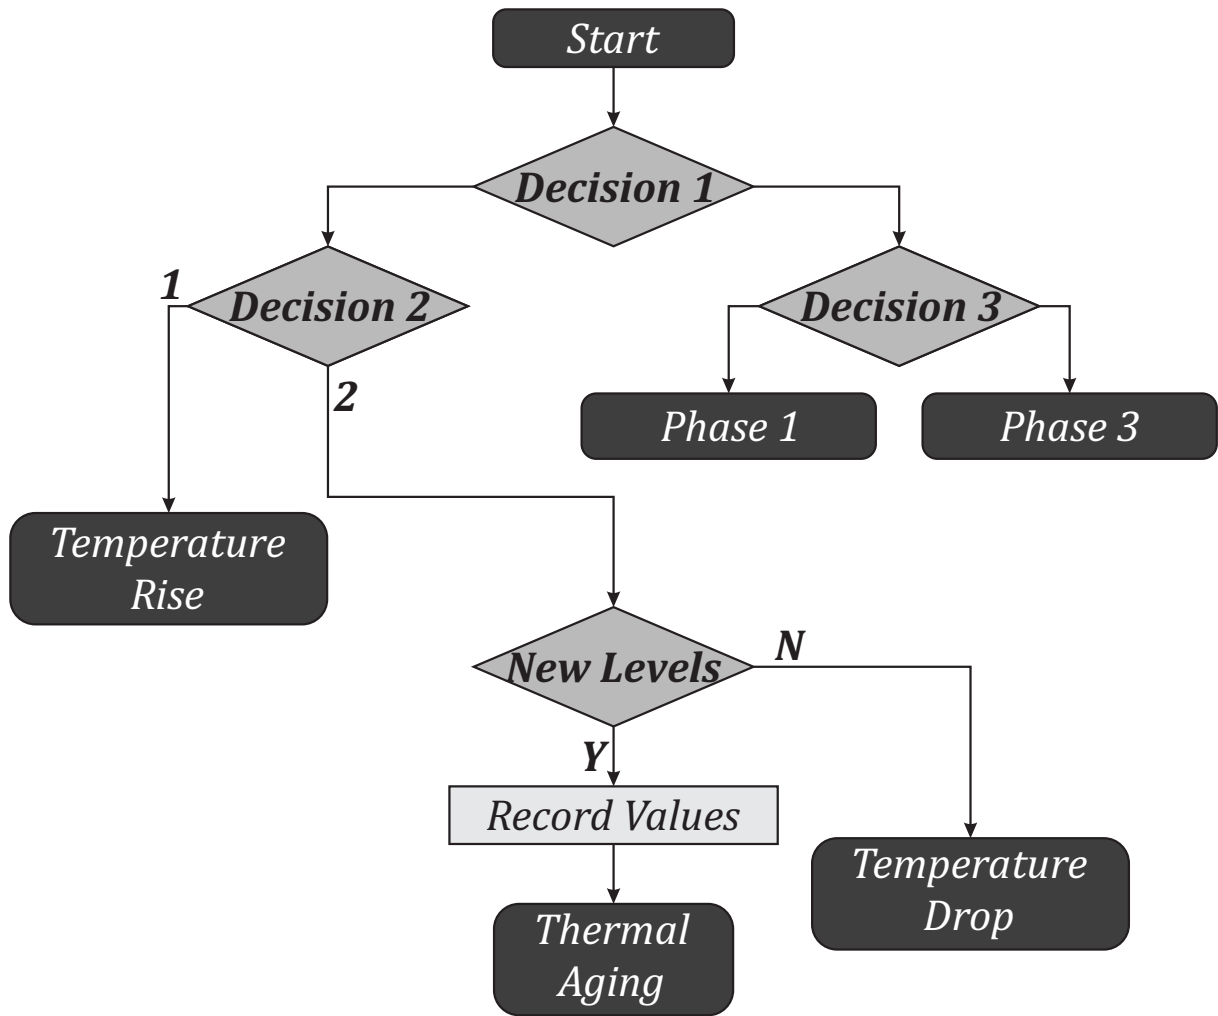 Start
Decision 1
1
Decision 2
Decision 3
2
Phase 1
Phase 3
Temperature
Rise
New Levels
N
Y
Record Values
Temperature
Drop
Thermal
Aging